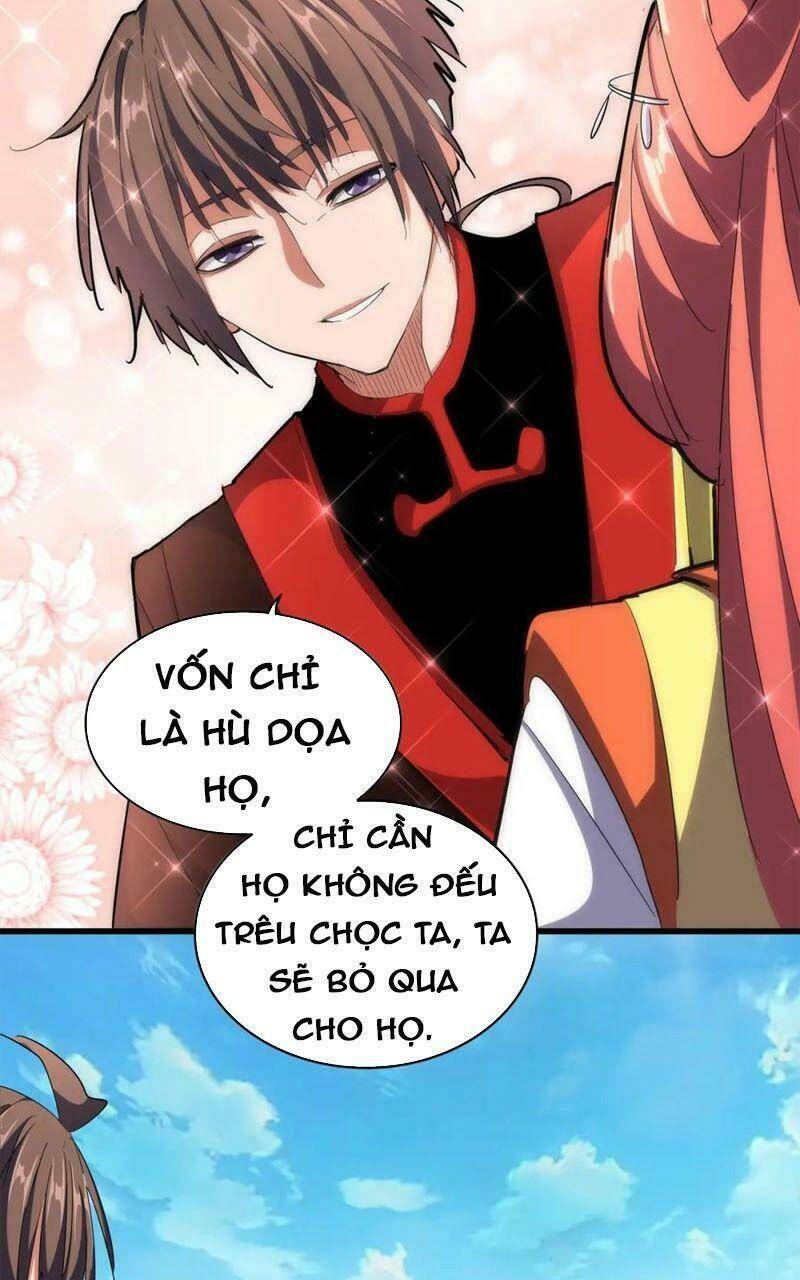 VỐN CHỈ
LÀ HÙ DỌA
HỌ,
CHỈ CẦN
HỌ KHÔNG ĐẾU
TRÊU CHỌC TA, TA
SẼ BỎ QUA
CHO HỌ.